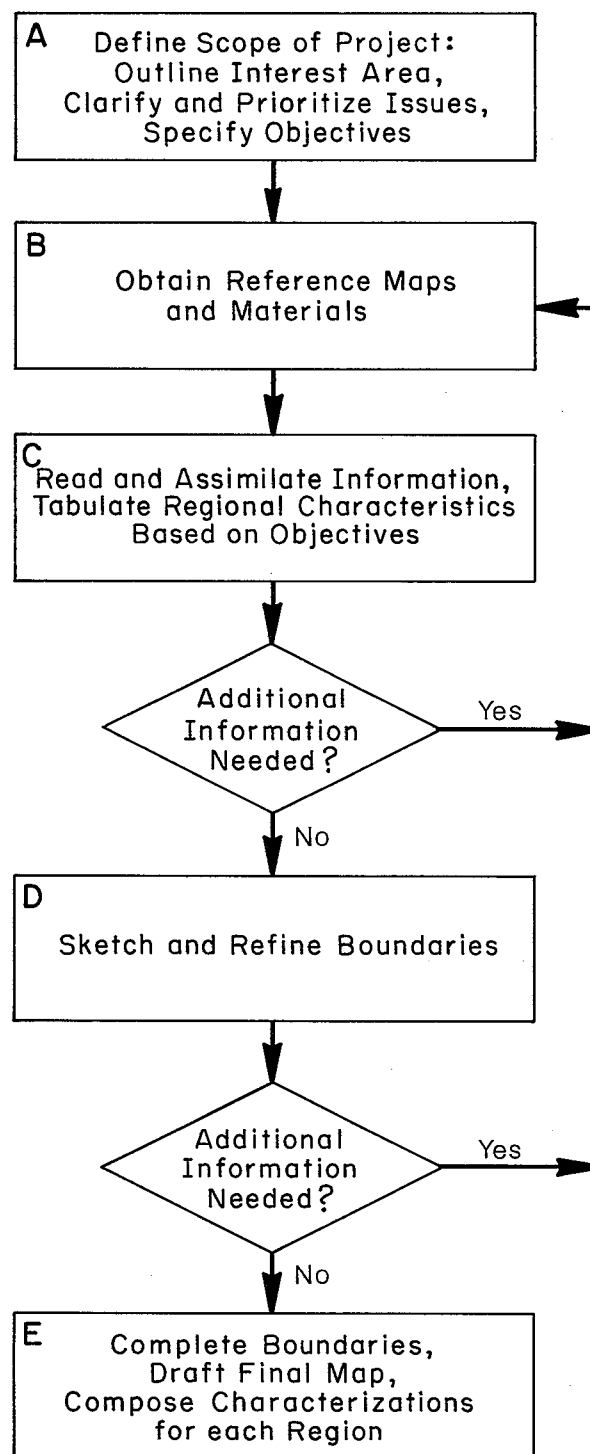 A
Define Scope of Project:
Outline Interest Area,
Clarify and Prioritize Issues,
Specify Objectives
B
Obtain Reference Maps
and Materials
C
Read and Assimilate Information,
Tabulate Regional Characteristics
Based on Objectives
Additional
Information
Needed?
Yes
No
D
Sketch and Refine Boundaries
Additional
Information
Needed?
Yes
No
E
Complete Boundaries,
Draft Final Map,
Compose Characterizations
for each Region